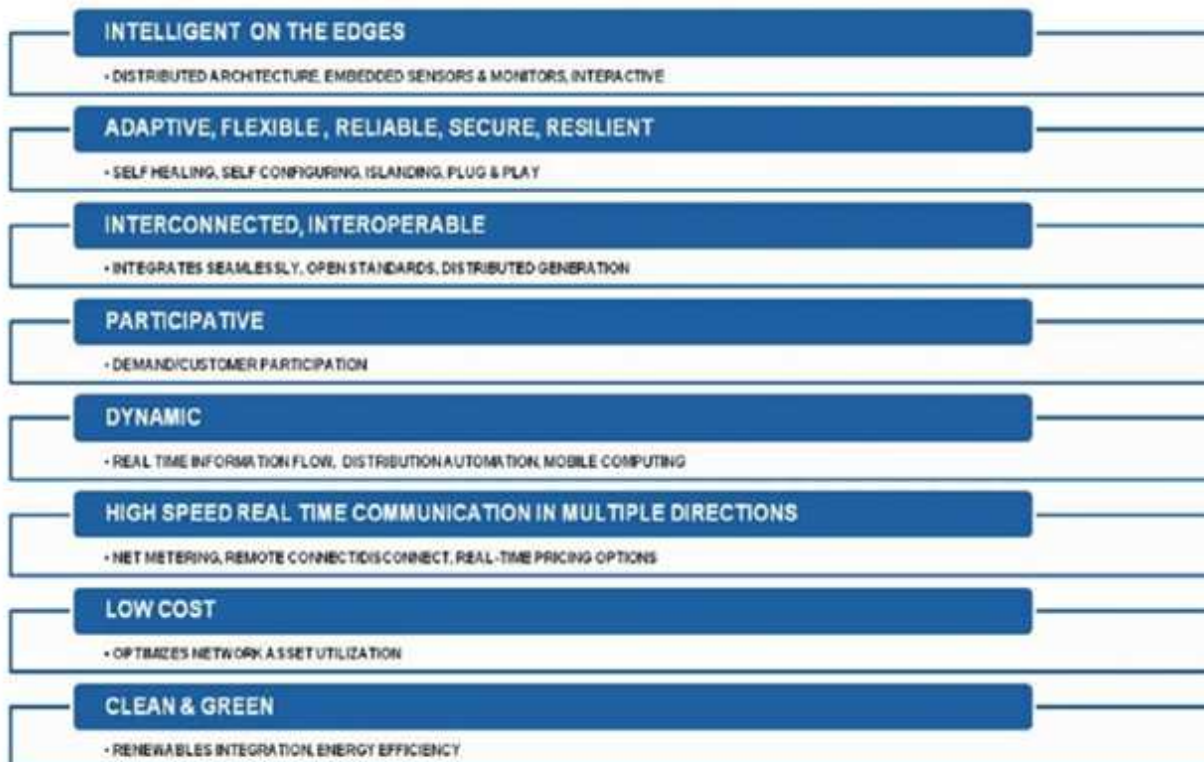 INTELLIGENT ON THE EDGES
• DISTRIBUTED ARCHITECTURE, EMBEDDED SENSORS & MONITORS, INTERACTIVE
ADAPTIVE, FLEXIBLE , RELIABLE, SECURE, RESILIENT
• SELF HEALING, SELF CONFIGURING, ISLANDING, PLUG & PLAY
INTERCONNECTED, INTEROPERABLE
• INTEGRATES SEAMLESSLY, OPEN STANDARDS, DISTRIBUTED GENERATION
PARTICIPATIVE
• DEMAND/CUSTOMER PARTICIPATION
DYNAMIC
• REAL TIME INFORMATION FLOW, DISTRIBUTION AUTOMATION, MOBILE COMPUTING
HIGH SPEED REAL TIME COMMUNICATION IN MULTIPLE DIRECTIONS
• NET METERING, REMOTE CONNECT/DISCONNECT, REAL-TIME PRICING OPTIONS
LOW COST
• OPTIMIZES NETWORK ASSET UTILIZATION
CLEAN & GREEN
• RENEWABLES INTEGRATION, ENERGY EFFICIENCY